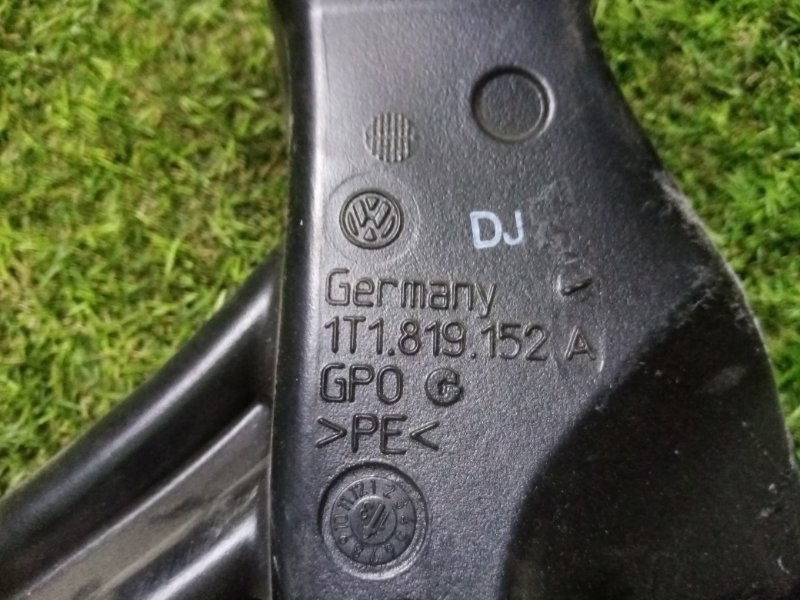 DJ
Germany
1T1.819.152 A
GPO G
>PE<